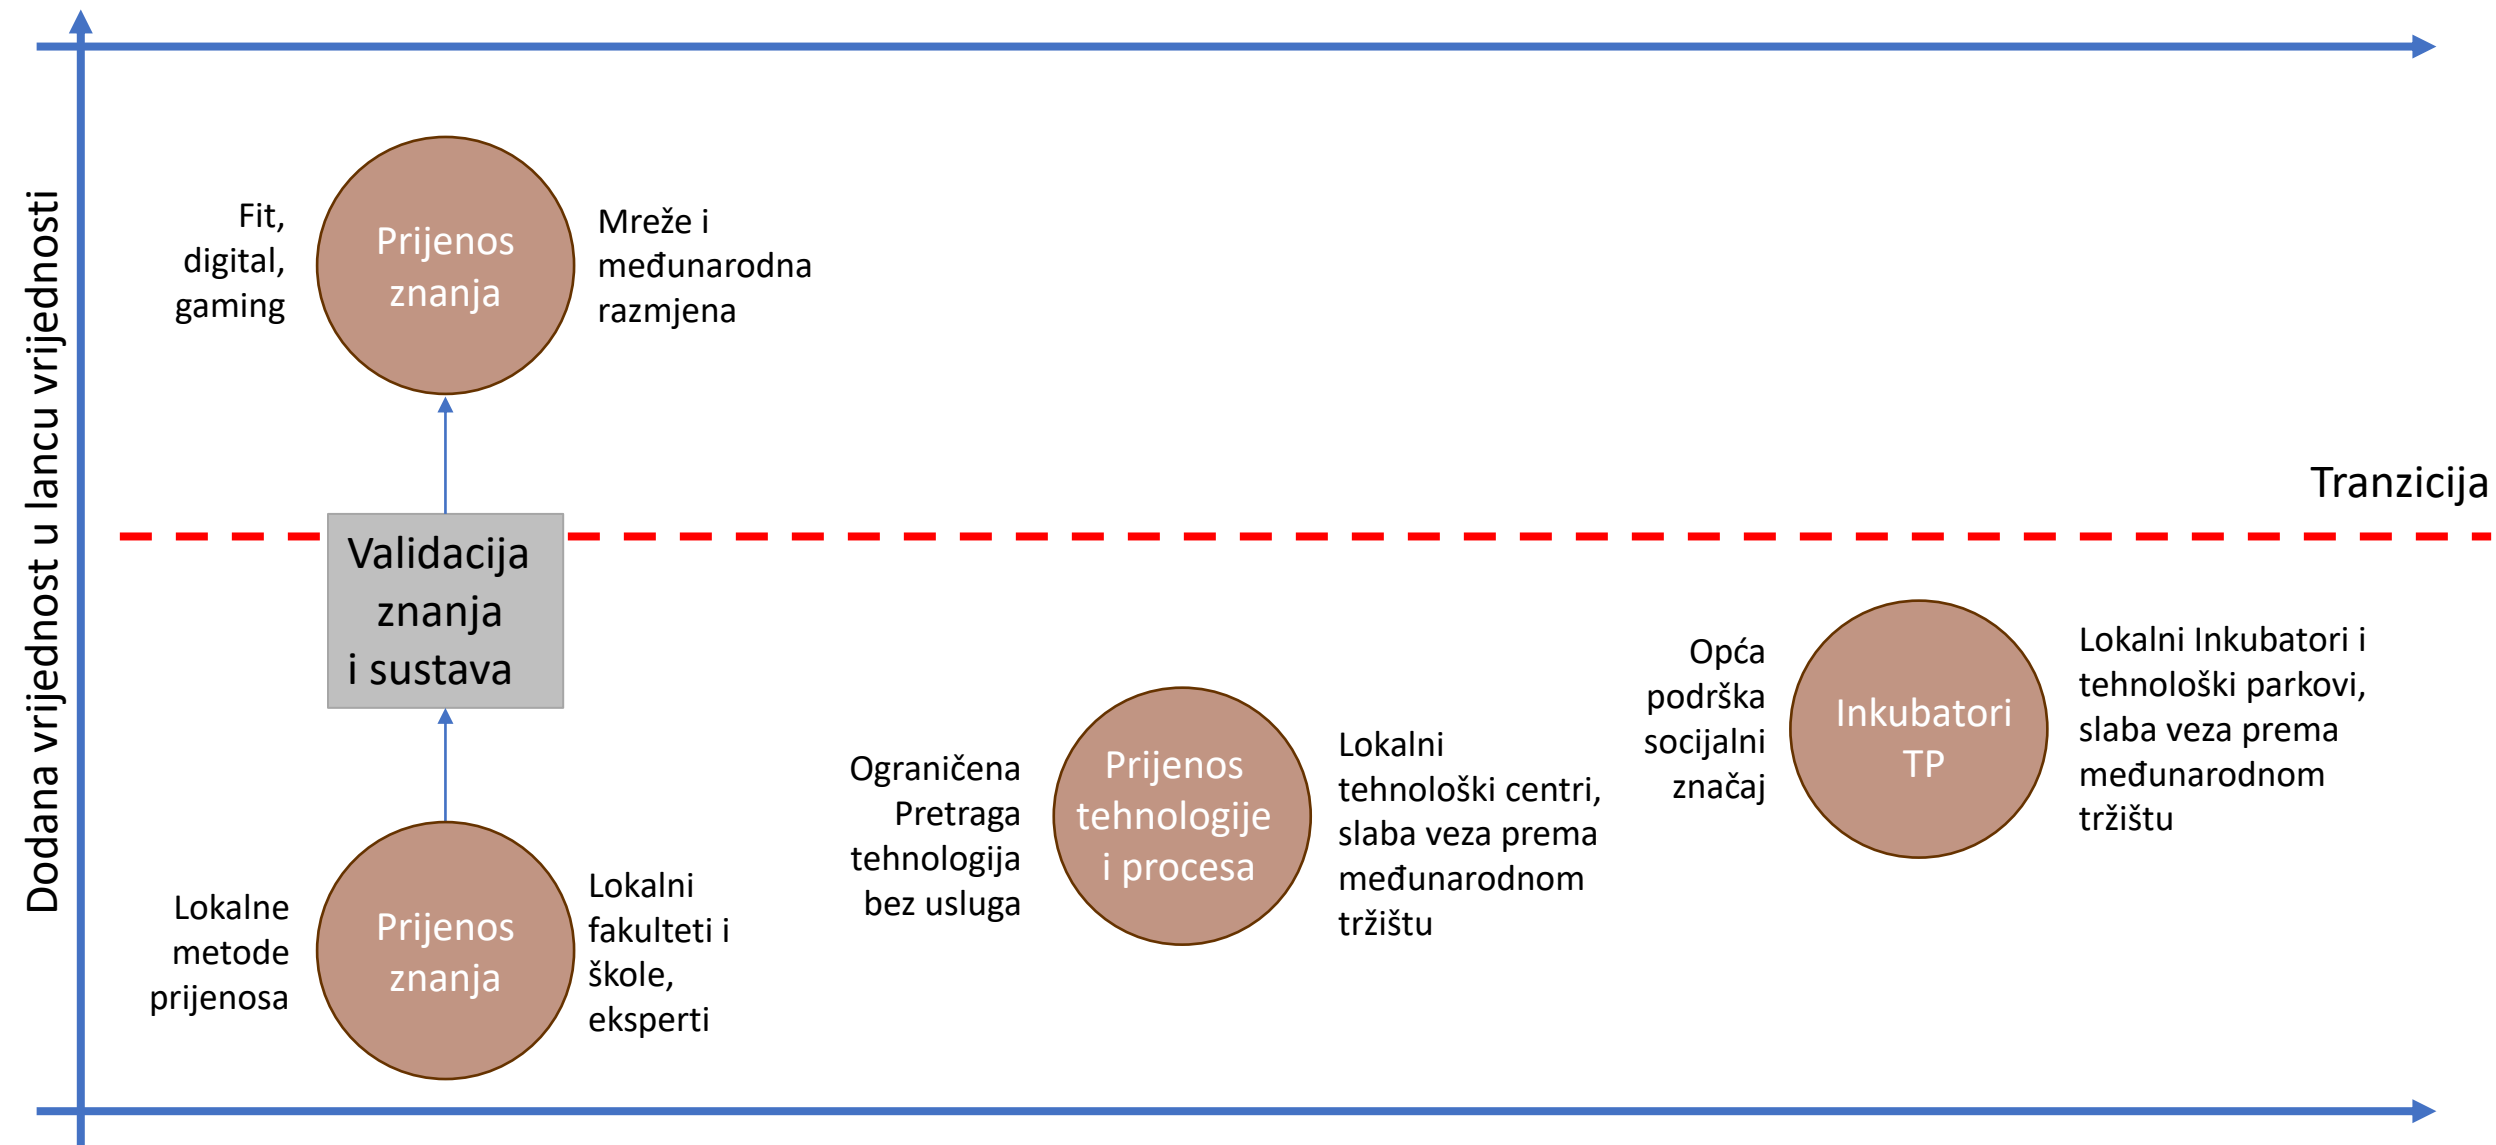 Dodana vrijednost u lancu vrijednosti
Fit,
digital,
gaming
Prijenos
znanja
Mreže i
međunarodna
razmjena
Tranzicija
Validacija
znanja
i sustava
Lokalne
metode
prijenosa
Prijenos
znanja
Lokalni
fakulteti i
škole,
eksperti
Ograničena
Pretraga
tehnologija
bez usluga
Prijenos
tehnologije
i procesa
Lokalni
tehnološki centri,
slaba veza prema
međunarodnom
tržištu
Opća
podrška
socijalni
značaj
Inkubatori
TP
Lokalni Inkubatori i
tehnološki parkovi,
slaba veza prema
međunarodnom
tržištu